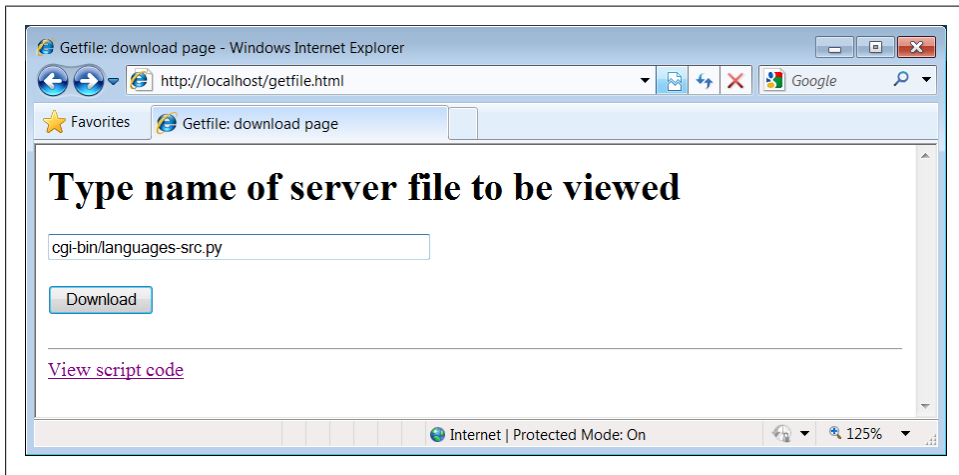 Getfile: download page - Windows Internet Explorer
http://localhost/getfile.html
Google
Favorites
Getfile: download page
Type name of server file to be viewed
cgi-bin/languages-src.py
Download
View script code
Internet | Protected Mode: On
125%